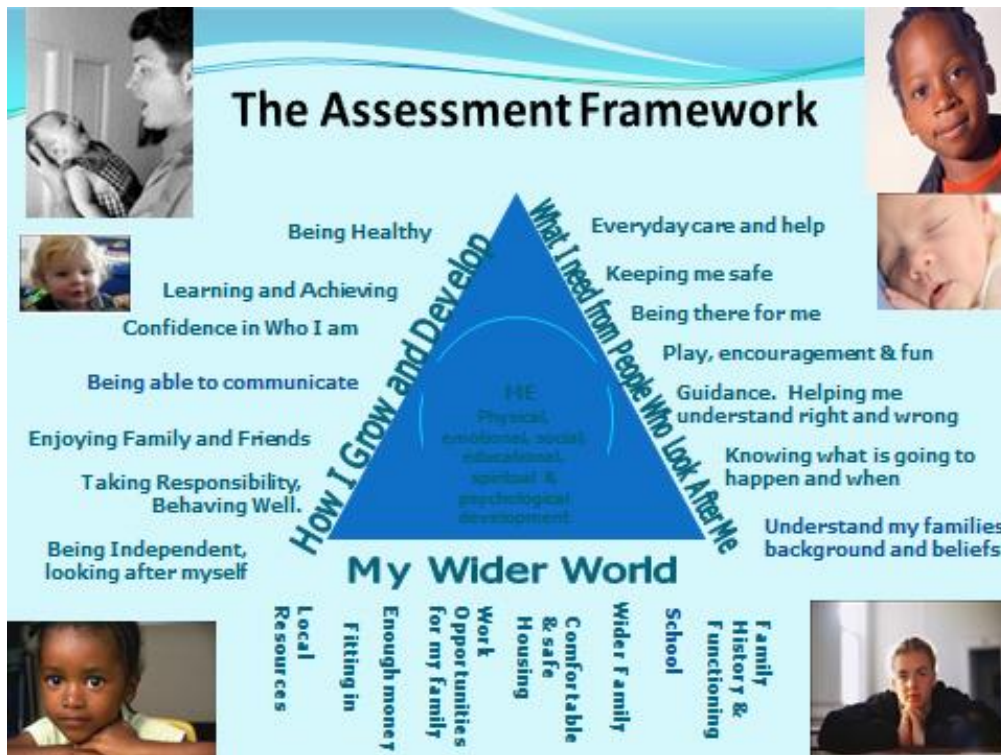 The Assessment Framework
How I Grow and Develop
Being Healthy
Learning and Achieving
Confidence in Who I am
Being able to communicate
Enjoying Family and Friends
Taking Responsibility,
Behaving Well.
Being Independent,
looking after myself
What I need from People Who Look After Me
Everyday care and help
Keeping me safe
Being there for me
Play, encouragement & fun
Guidance. Helping me
understand right and wrong
Knowing what is going to
happen and when
Understand my families
background and beliefs
ME
Physical,
emotional, social,
educational,
spiritual &
psychological
development
My Wider World
Local
Resources
Fitting in
Enough money
Work
Opportunities
for my family
Comfortable
& safe
Housing
Wider Family
School
Family
History &
Functioning